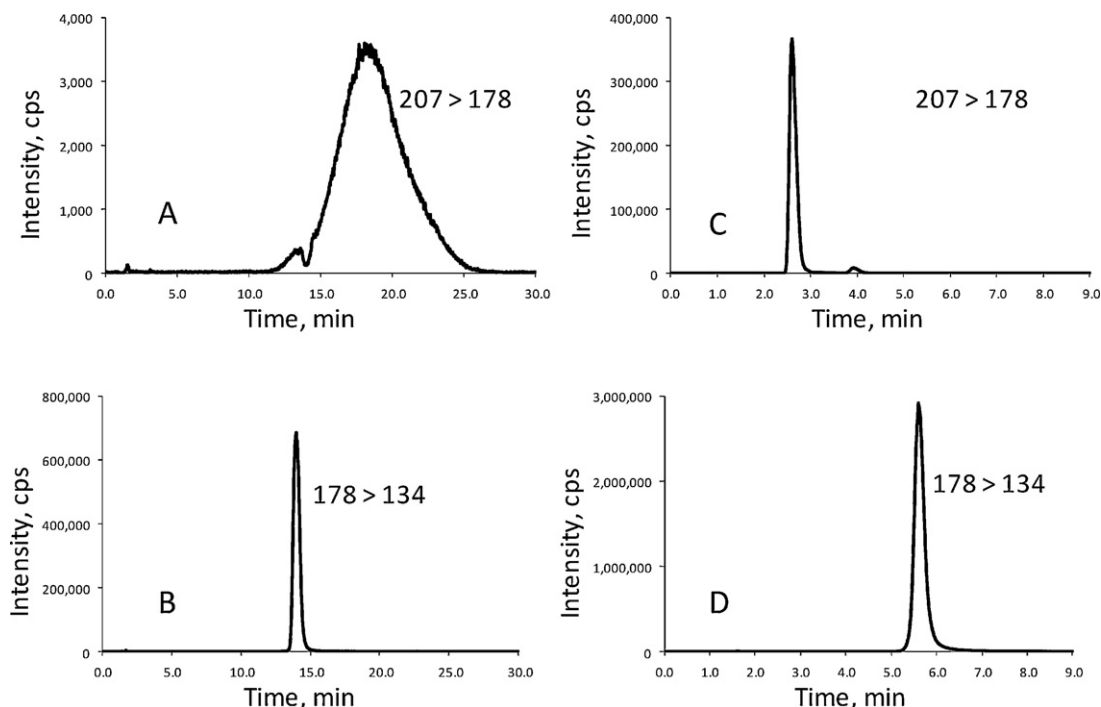 4,000
3,000
2,000
1,000
0
Intensity, cps
207 > 178
A
0.0 5.0 10.0 15.0 20.0 25.0 30.0
Time, min
400,000
300,000
200,000
100,000
0
Intensity, cps
207 > 178
C
0.0 1.0 2.0 3.0 4.0 5.0 6.0 7.0 8.0 9.0
Time, min
800,000
600,000
400,000
200,000
0
Intensity, cps
178 > 134
B
0.0 5.0 10.0 15.0 20.0 25.0 30.0
Time, min
3,000,000
2,000,000
1,000,000
0
Intensity, cps
178 > 134
D
0.0 1.0 2.0 3.0 4.0 5.0 6.0 7.0 8.0 9.0
Time, min